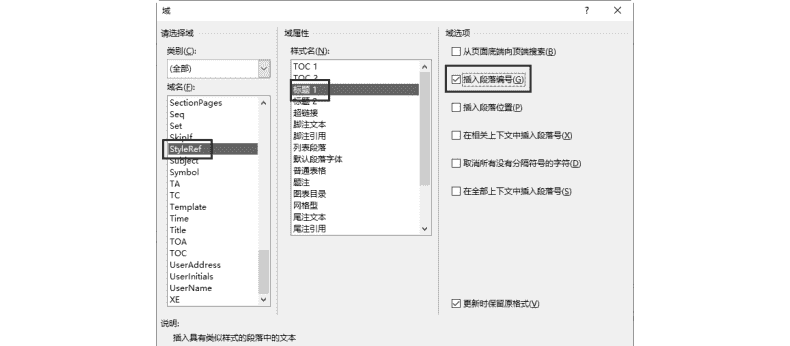 域
?
请选择域
类别(C):
(全部)
域名(F):
SectionPages
Seq
Set
SkipIf
StyleRef
Subject
Symbol
TA
TC
Template
Time
Title
TOA
TOC
UserAddress
UserInitials
UserName
XE
域属性
样式名(N):
TOC 1
TOC 2
标题 1
标题 2
超链接
脚注文本
脚注引用
列表段落
默认段落字体
普通表格
题注
图表目录
网格型
尾注文本
尾注引用
域选项
从页面底端向顶端搜索(B)
插入段落编号(G)
插入段落位置(P)
在相关上下文中插入段落号(X)
取消所有没有分隔符号的字符(D)
在全部上下文中插入段落号(S)
更新时保留原格式(V)
说明:
插入具有类似样式的段落中的文本